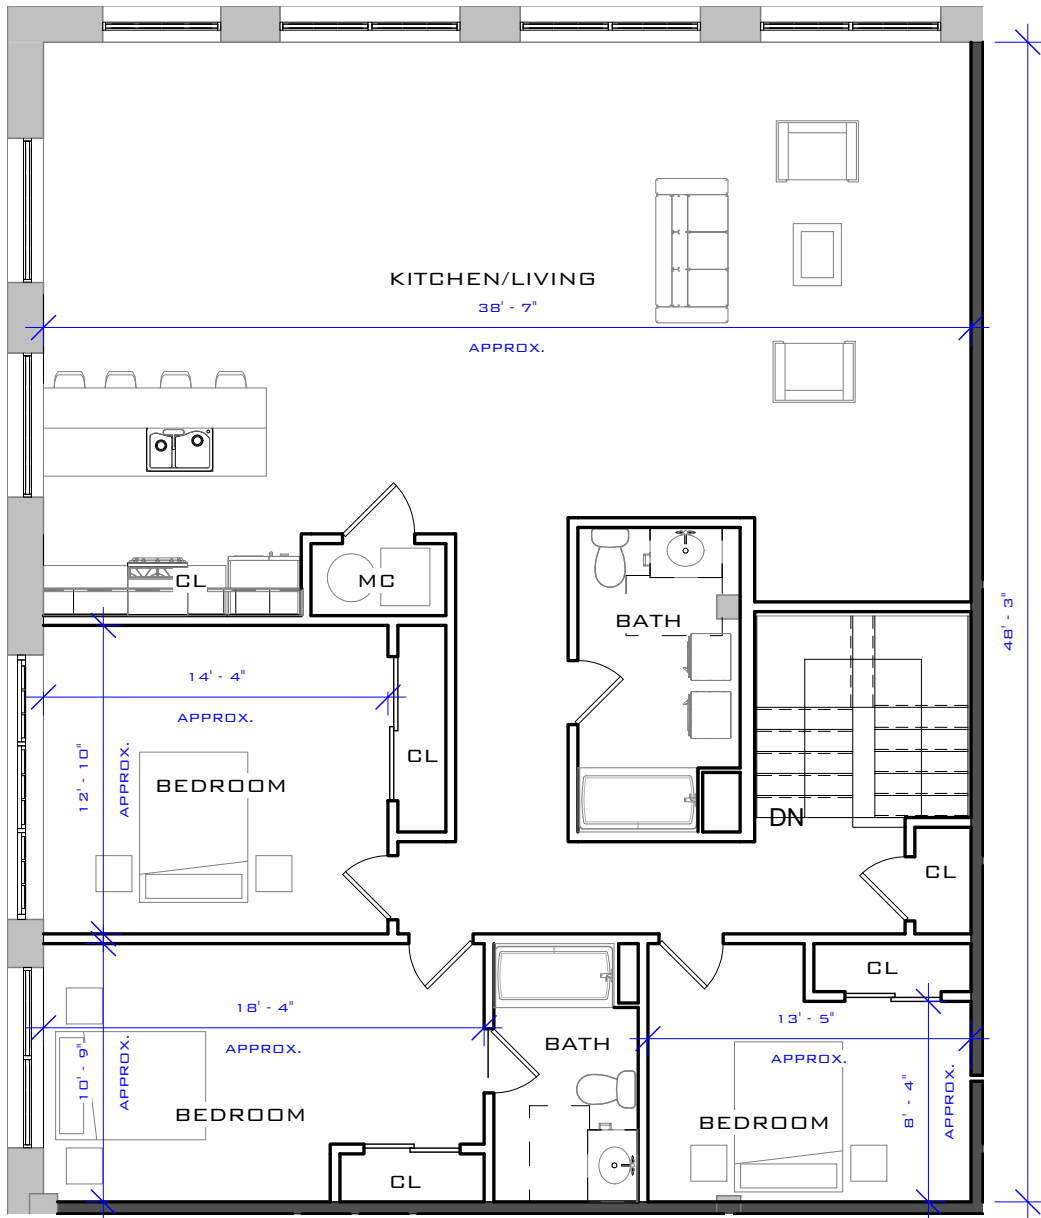 KITCHEN/LIVING
38' - 7"
APPROX.
CL
MC
BATH
48' - 3"
14' - 4"
APPROX.
12' - 10"
APPROX.
CL
BEDROOM
DN
CL
CL
18' - 4"
APPROX.
10' - 9"
APPROX.
BEDROOM
BATH
13' - 5"
APPROX.
8' - 4"
APPROX.
BEDROOM
CL